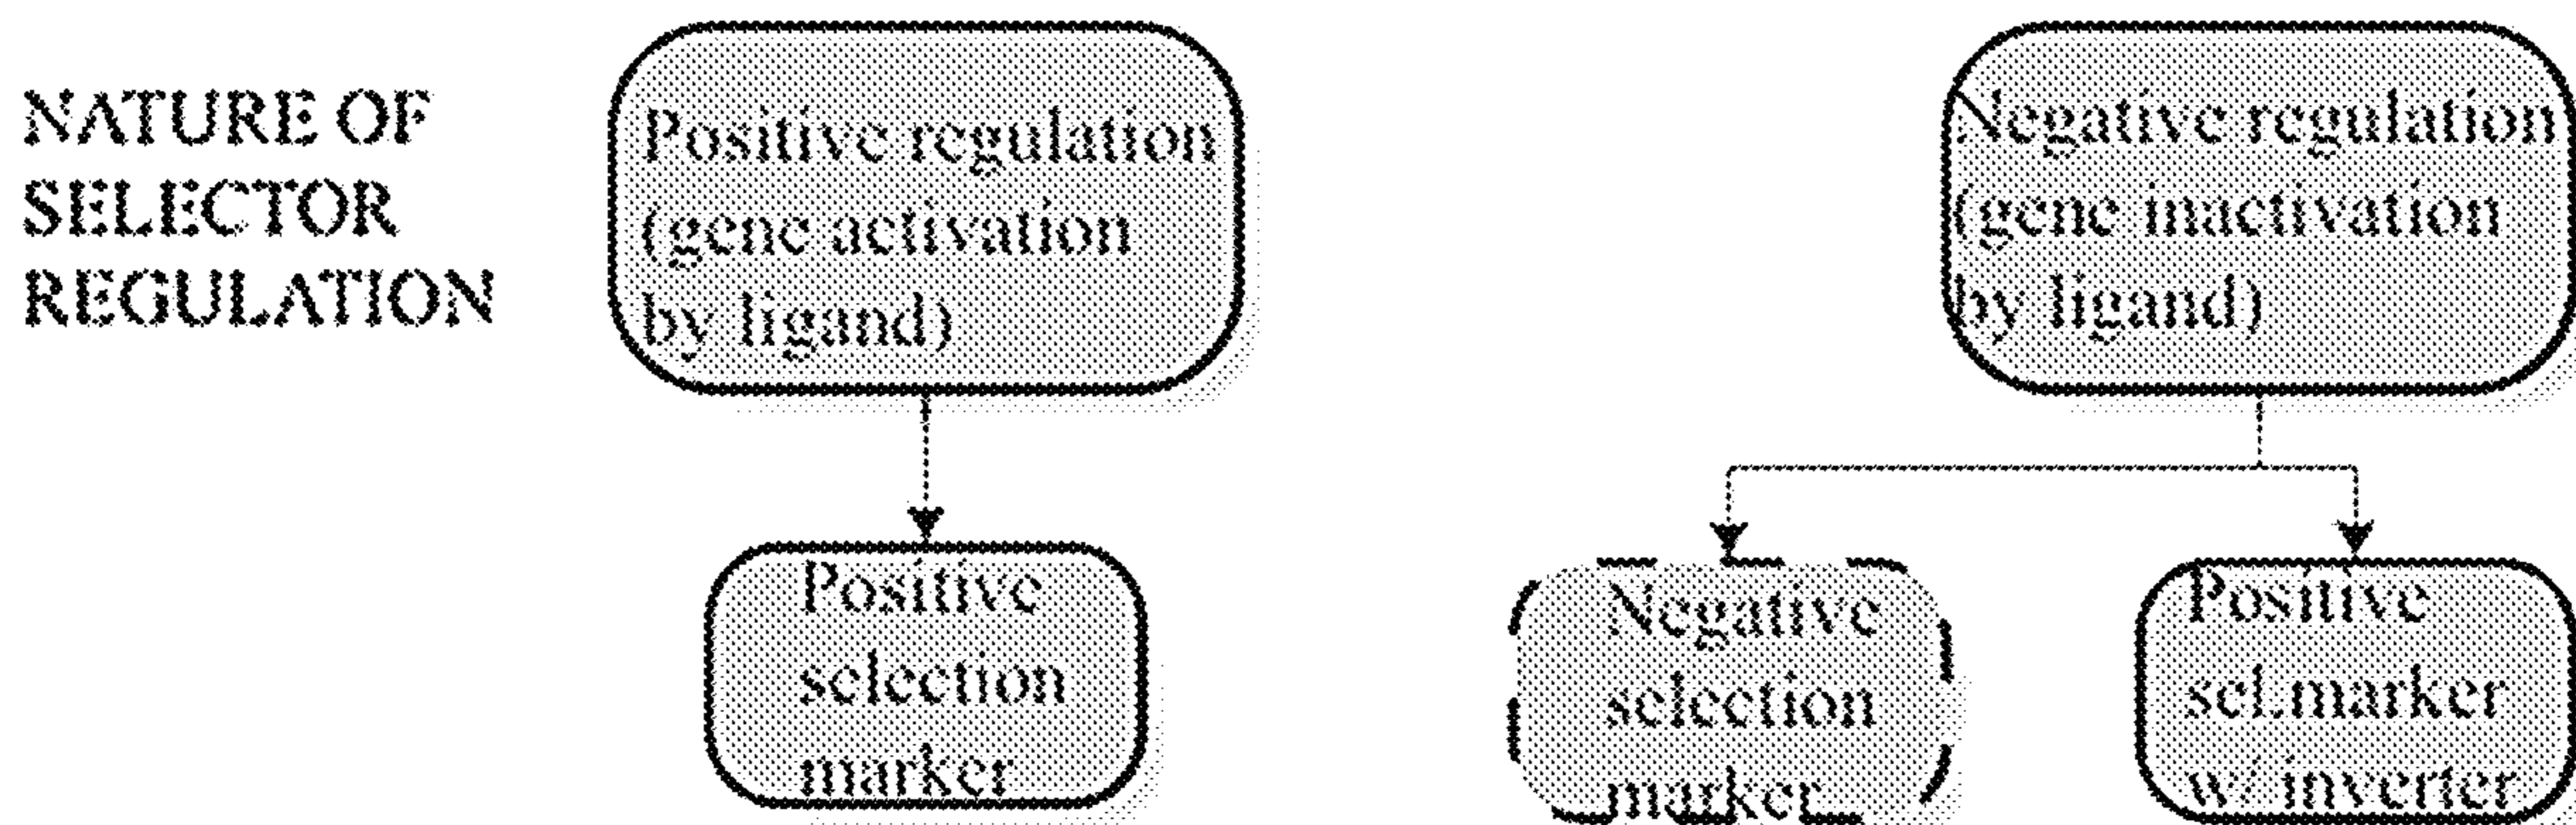 NATURE OF
SELECTOR
REGULATION
Positive regulation
(gene activation
by ligand)
Negative regulation
(gene inactivation
by ligand)
Positive
selection
marker
Negative
selection
marker
Positive
sel.marker
w/ inverter